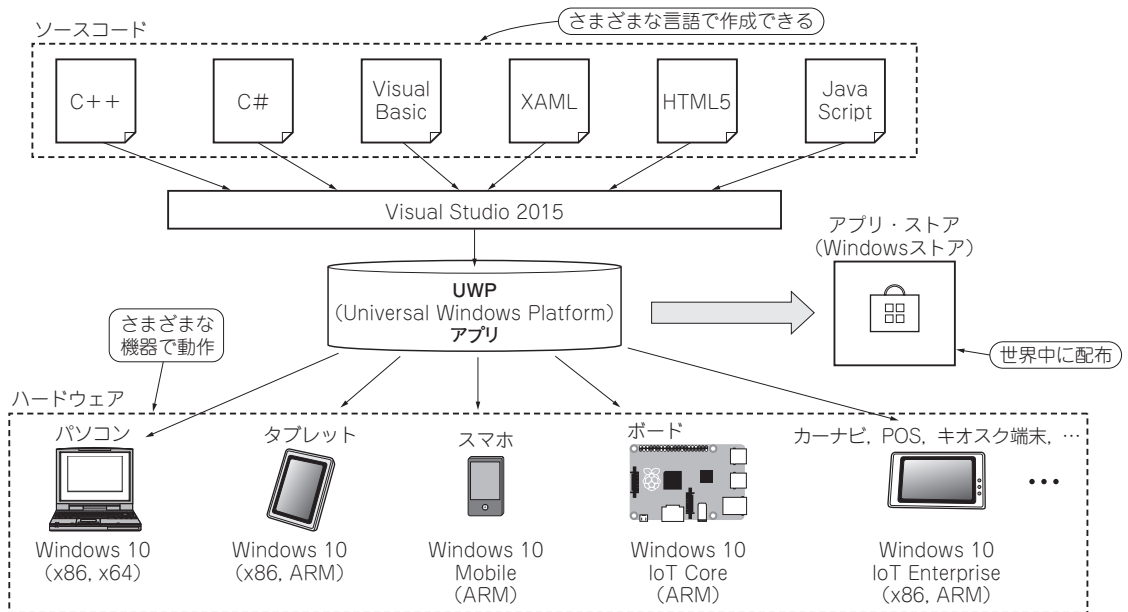 さまざまな言語で作成できる
ソースコード
C++
C#
Visual
Basic
XAML
HTML5
Java
Script
Visual Studio 2015
アプリ・ストア
(Windowsストア)
UWP
(Universal Windows Platform)
アプリ
さまざまな
機器で動作
世界中に配布
ハードウェア
パソコン
タブレット
スマホ
ボード
カーナビ, POS, キオスク端末, …
•••
Windows 10
(x86, x64)
Windows 10
(x86, ARM)
Windows 10
Mobile
(ARM)
Windows 10
IoT Core
(ARM)
Windows 10
IoT Enterprise
(x86, ARM)